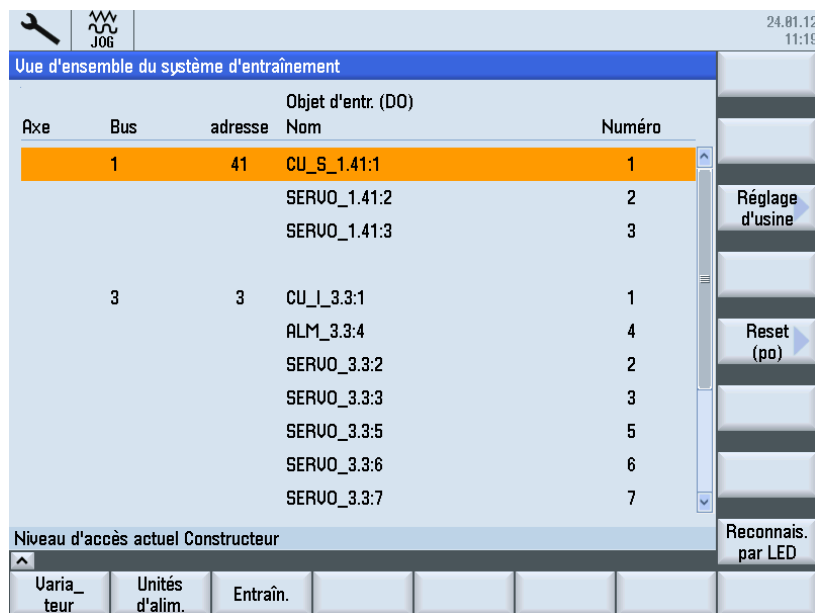 JOG
24.01.12
11:19
Vue d'ensemble du système d'entraînement
Objet d'entr. (DO)
Axe Bus adresse Nom Numéro
1 41 CU_S_1.41:1 1
SERVO_1.41:2 2
SERVO_1.41:3 3
3 3 CU_I_3.3:1 1
ALM_3.3:4 4
SERVO_3.3:2 2
SERVO_3.3:3 3
SERVO_3.3:5 5
SERVO_3.3:6 6
SERVO_3.3:7 7
Niveau d'accès actuel Constructeur
Réglage
d'usine
Reset
(po)
Reconnais.
par LED
Varia_
teur
Unités
d'alim.
Entraîn.